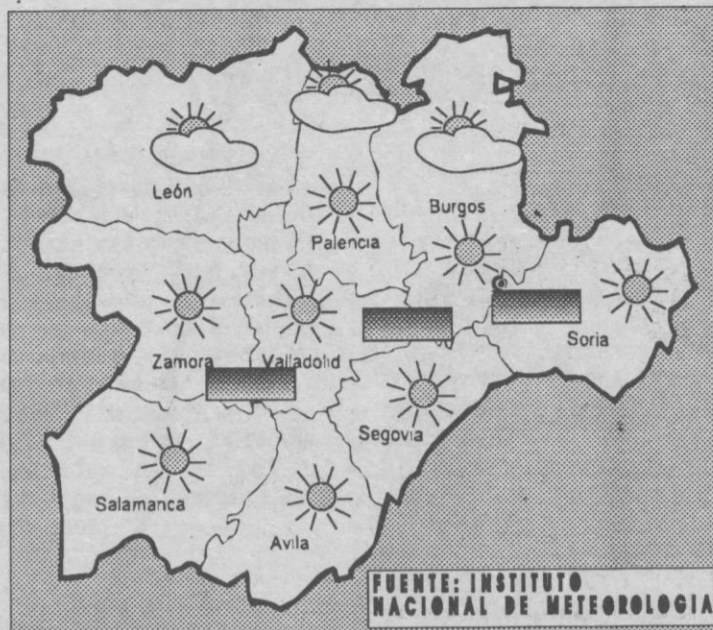 León
Burgos
Palencia
Soria
Zamora
Valladolid
Segovia
Salamanca
Avila
FUENTE: INSTITUTO
NACIONAL DE METEOROLOGIA